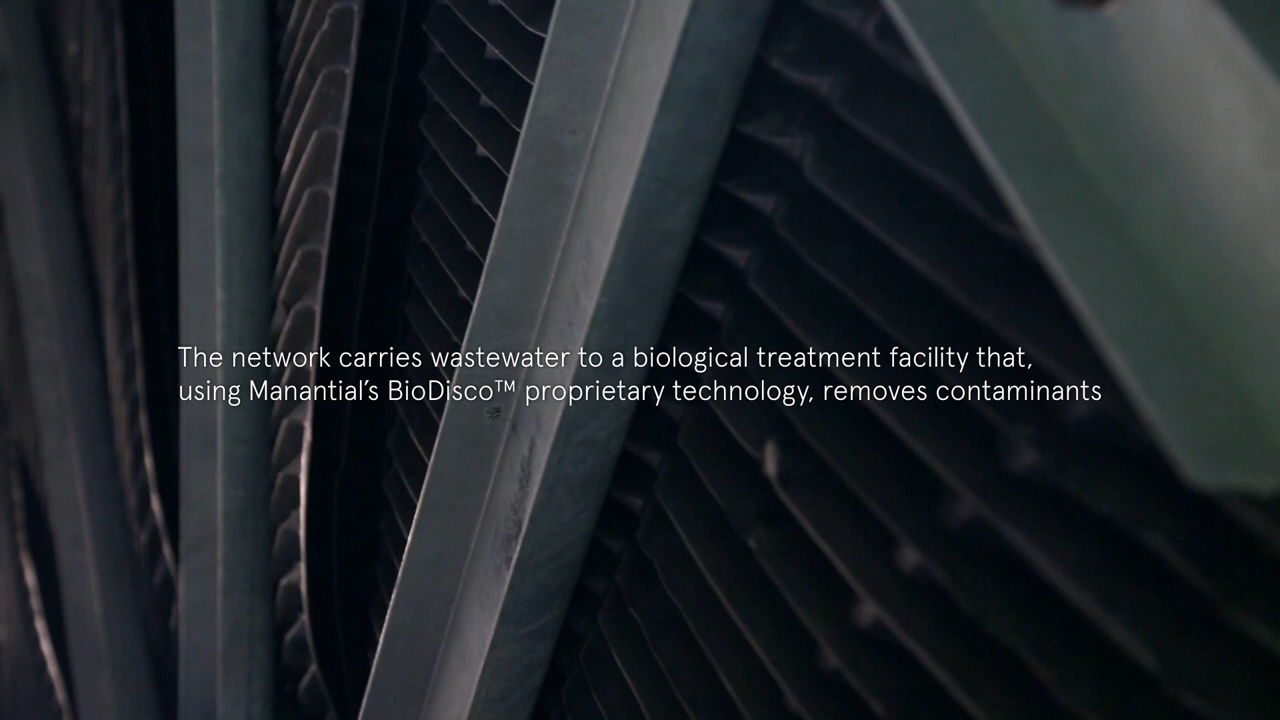 The network carries wastewater to a biological treatment facility that,
using Manantial’s BioDisco™ proprietary technology, removes contaminants